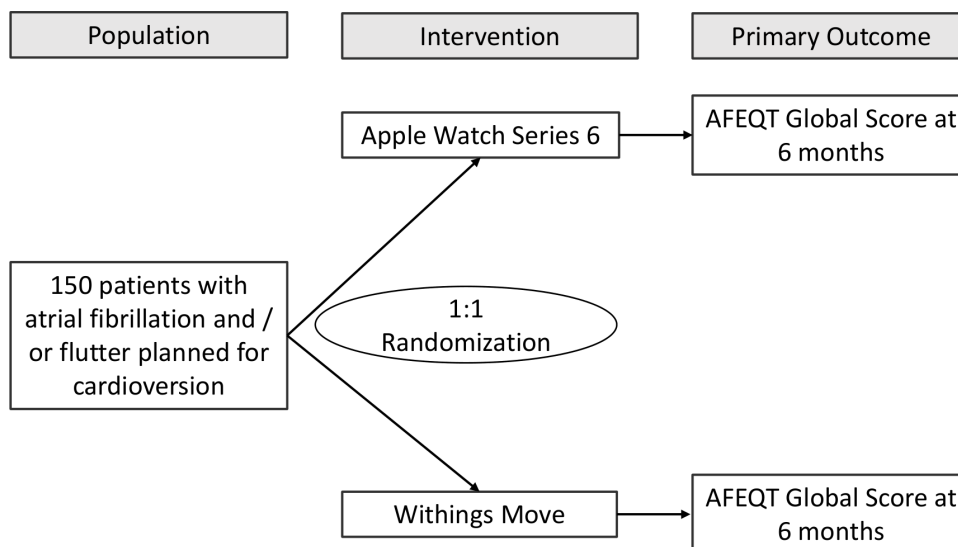 Population
Intervention
Primary Outcome
Apple Watch Series 6
AFEQT Global Score at
6 months
150 patients with
atrial fibrillation and /
or flutter planned for
cardioversion
1:1
Randomization
Withings Move
AFEQT Global Score at
6 months